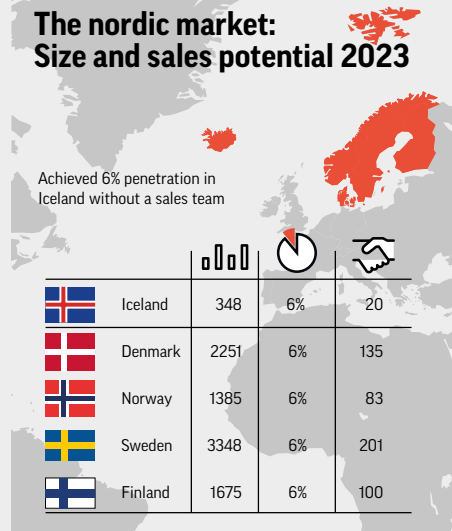 The nordic market:
Size and sales potential 2023
Achieved 6% penetration in
Iceland without a sales team
Iceland 348 6% 20
Denmark 2251 6% 135
Norway 1385 6% 83
Sweden 3348 6% 201
Finland 1675 6% 100